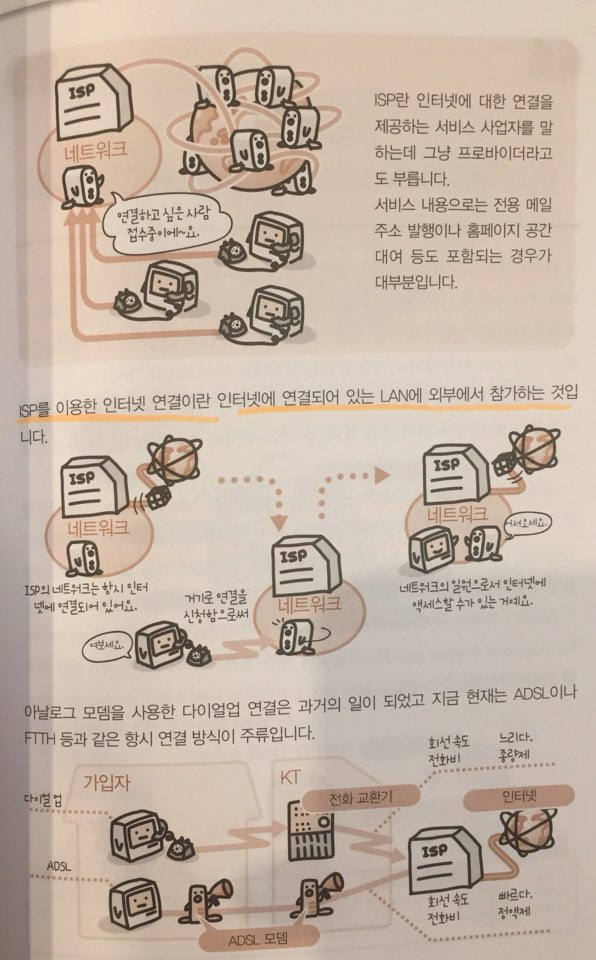 ISP
네트워크
연결하고 싶은 사람
접수중이에~요.
ISP란 인터넷에 대한 연결을
제공하는 서비스 사업자를 말
하는데 그냥 프로바이더라고
도 부릅니다.
서비스 내용으로는 전용 메일
주소 발행이나 홈페이지 공간
대여 등도 포함되는 경우가
대부분입니다.
ISP를 이용한 인터넷 연결이란 인터넷에 연결되어 있는 LAN에 외부에서 참가하는 것입
니다.
ISP
네트워크
ISP의 네트워크는 항시 인터
넷에 연결되어 있어요.
여보세요.
거기로 연결을
신청함으로써
ISP
네트워크
ISP
네트워크
어서오세요.
네트워크의 일원으로서 인터넷에
액세스할 수가 있는 거예요.
아날로그 모뎀을 사용한 다이얼업 연결은 과거의 일이 되었고 지금 현재는 ADSL이나
FTTH 등과 같은 항시 연결 방식이 주류입니다.
회선 속도 느리다.
전화비 종량제
가입자
KT
전화 교환기
인터넷
다이얼 업
ADSL
ISP
회선 속도 빠르다.
전화비 정액제
ADSL 모뎀